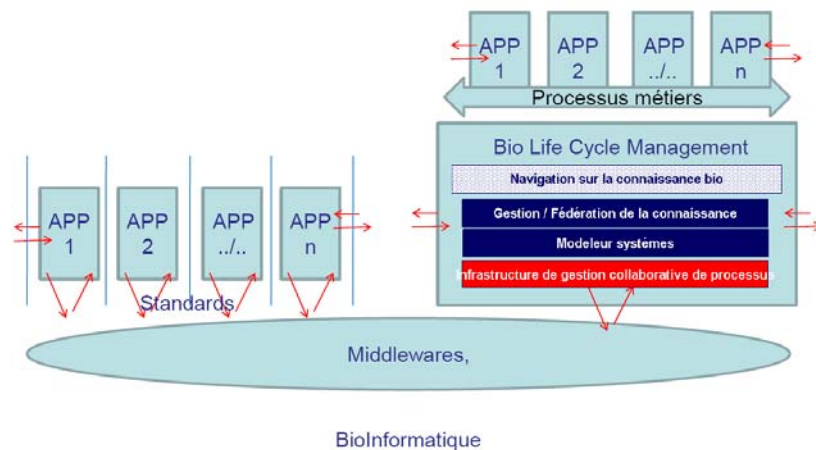 APP
1
APP
2
APP
../..
APP
n
Processus métiers
Bio Life Cycle Management
Navigation sur la connaissance bio
Gestion / Fédération de la connaissance
Modeleur systèmes
Infrastructure de gestion collaborative de processus
APP
1
APP
2
APP
../..
APP
n
Standards
Middlewares,
BioInformatique